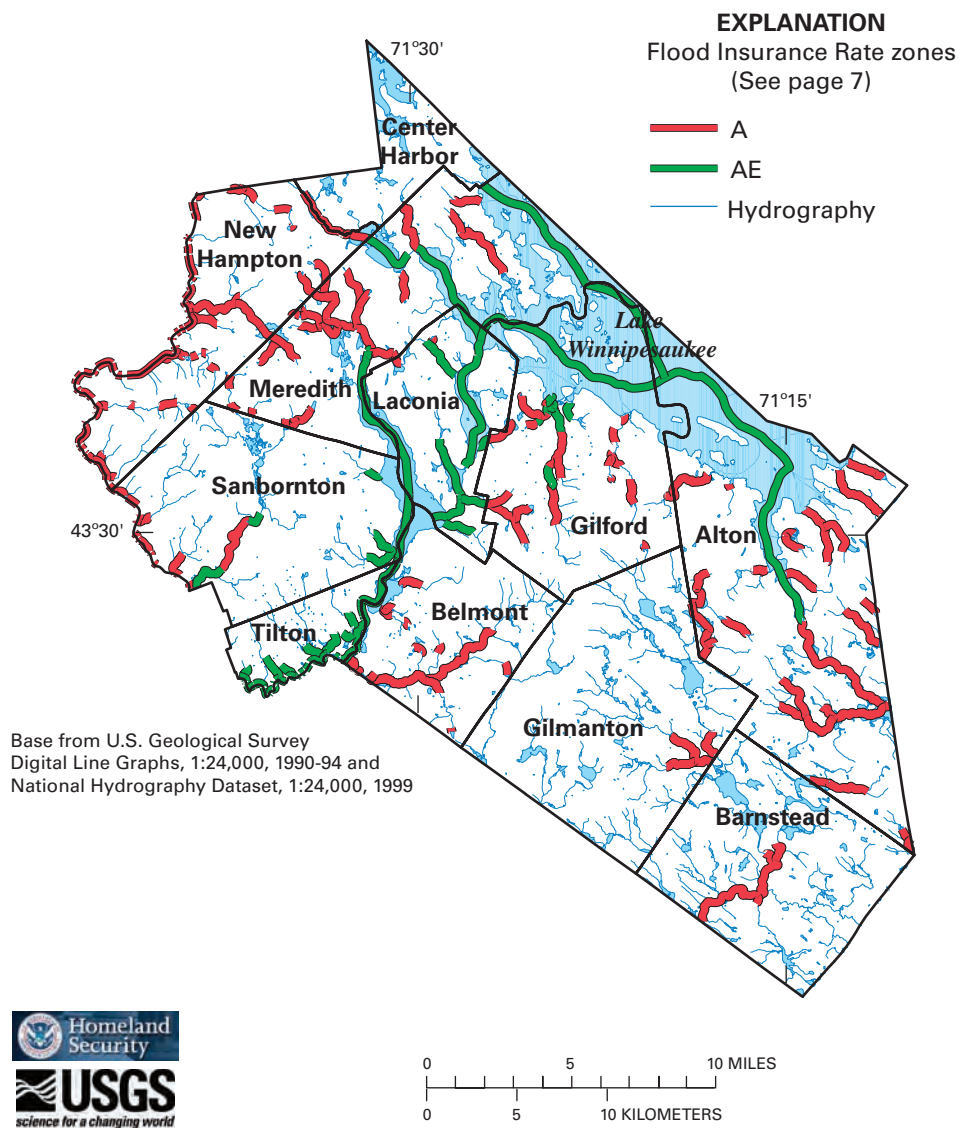 EXPLANATION
Flood Insurance Rate zones
(See page 7)
A
AE
Hydrography
71°30'
Center
Harbor
New
Hampton
Lake
Winnipesaukee
Meredith
Laconia
71°15'
Sanbornton
43°30'
Gilford
Alton
Belmont
Tilton
Gilmanton
Barnstead
Base from U.S. Geological Survey
Digital Line Graphs, 1:24,000, 1990-94 and
National Hydrography Dataset, 1:24,000, 1999
Homeland
Security
USGS
science for a changing world
0 5 10 MILES
0 5 10 KILOMETERS